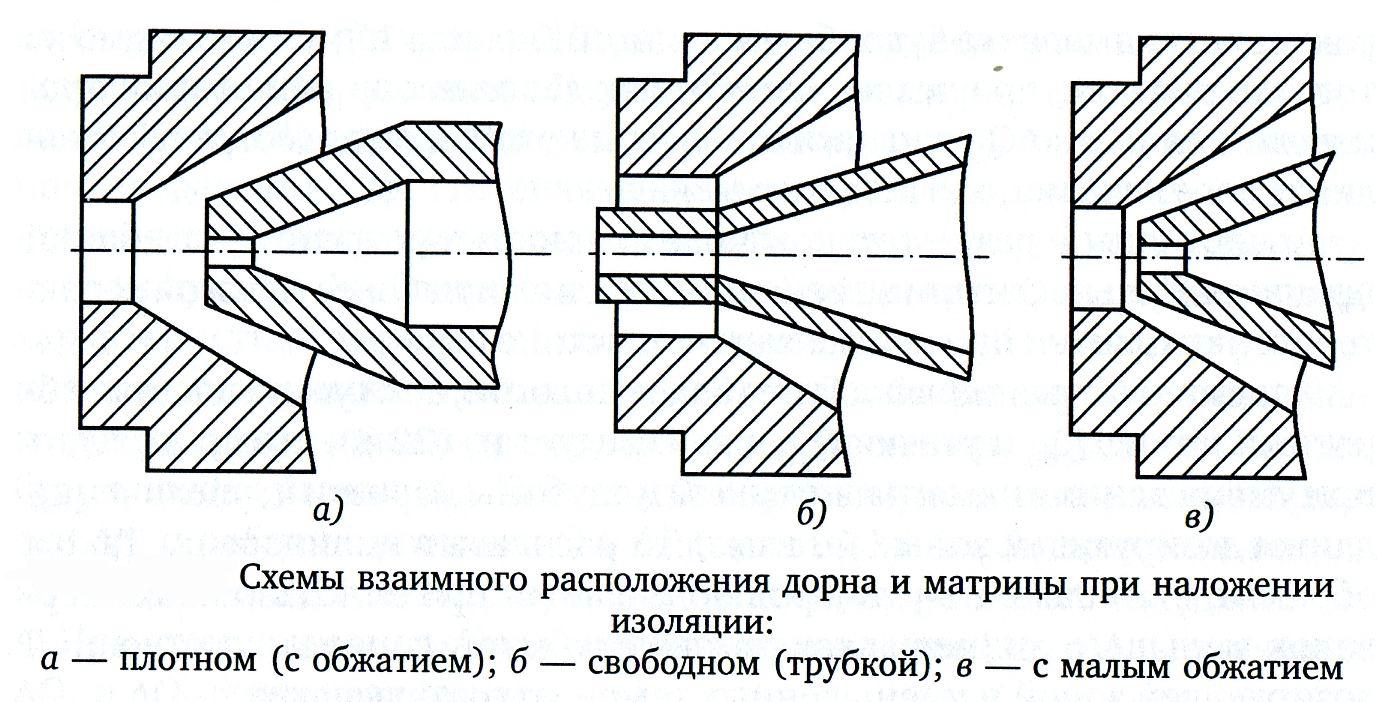 а)
б)
в)
Схемы взаимного расположения дорна и матрицы при наложении
изоляции:
а — плотном (с обжатием); б — свободном (трубкой); в — с малым обжатием